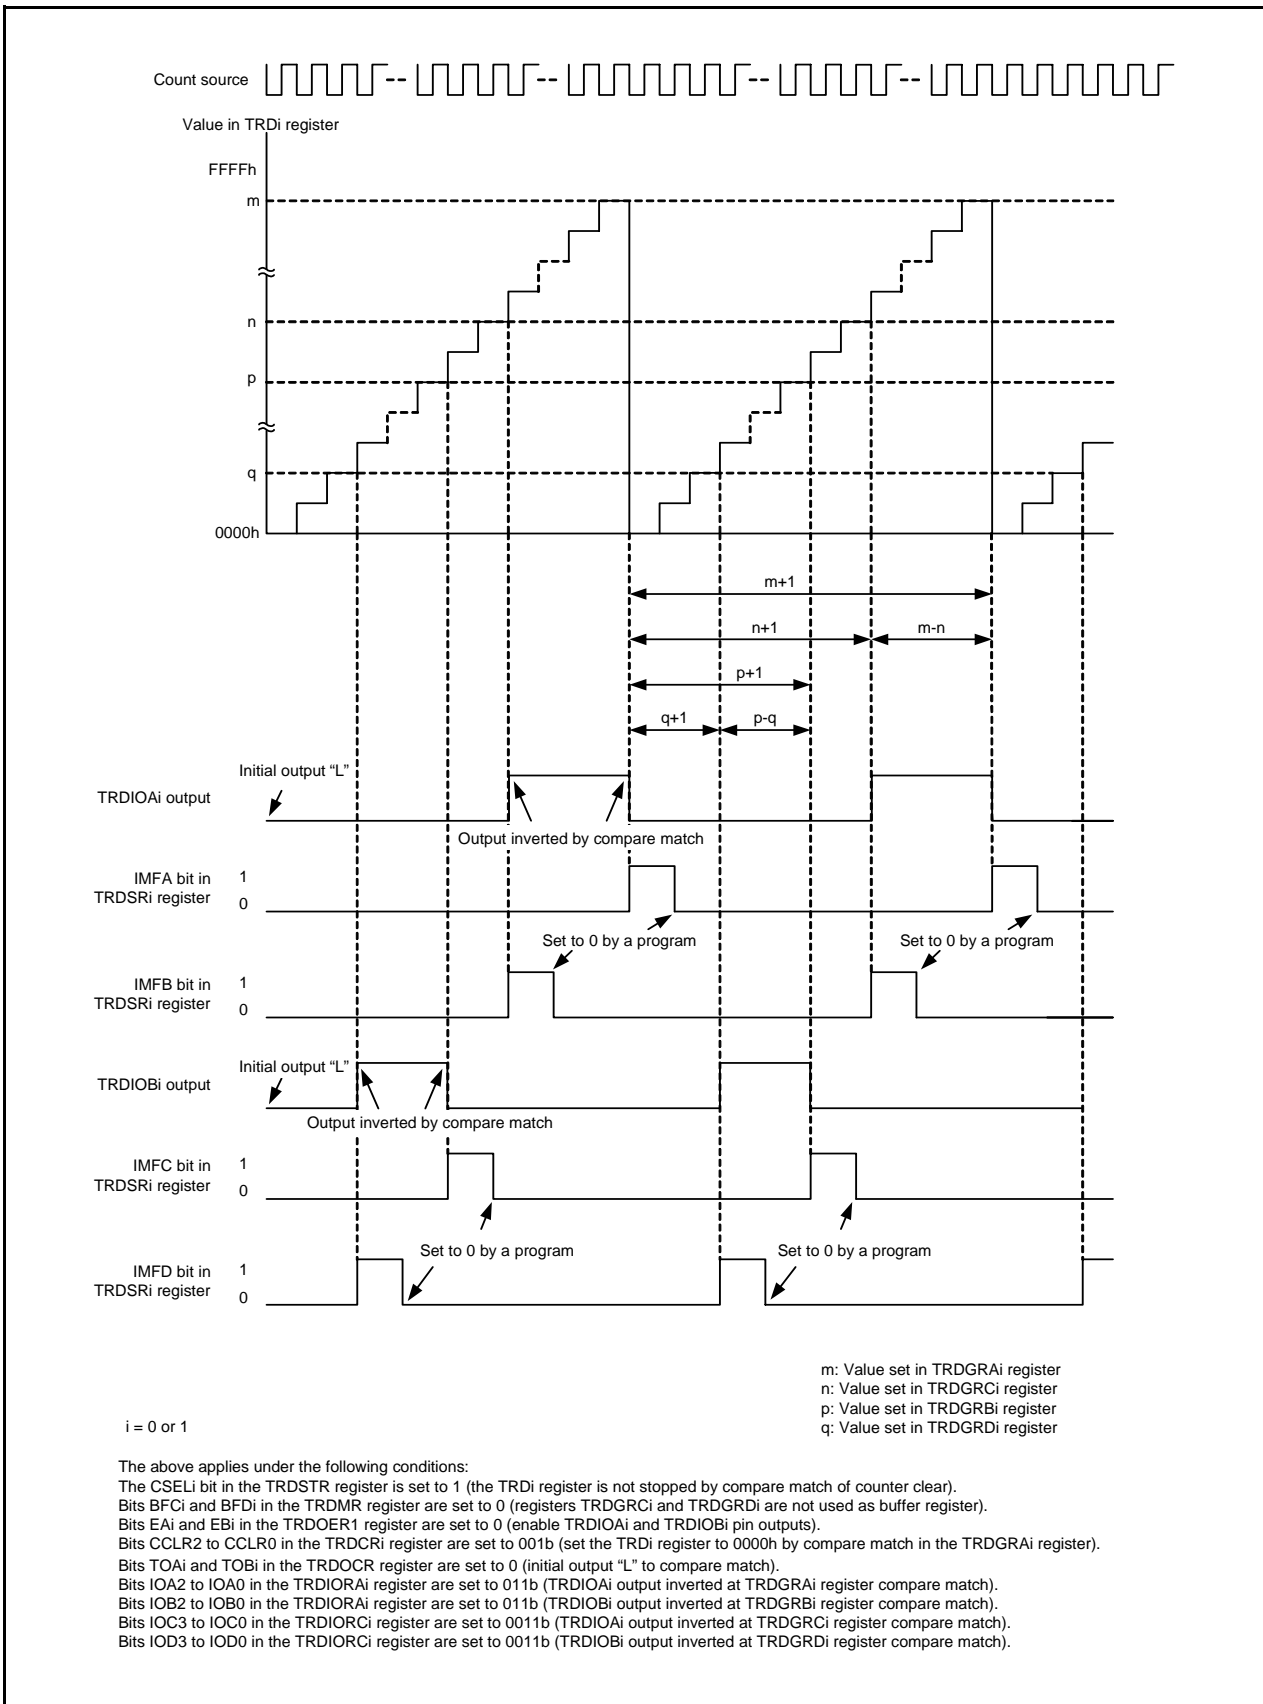 Count source
Value in TRDi register
FFFFh
m
n
p
q
0000h
m+1
n+1 m-n
p+1
q+1 p-q
Initial output “L”
TRDIOAi output
Output inverted by compare match
IMFA bit in
TRDSRi register
1
0
Set to 0 by a program Set to 0 by a program
IMFB bit in
TRDSRi register
1
0
Initial output “L”
TRDIOBi output
Output inverted by compare match
IMFC bit in
TRDSRi register
1
0
Set to 0 by a program Set to 0 by a program
IMFD bit in
TRDSRi register
1
0
m: Value set in TRDGRAi register
n: Value set in TRDGRCi register
p: Value set in TRDGRBi register
q: Value set in TRDGRDi register
i = 0 or 1
The above applies under the following conditions:
The CSELi bit in the TRDSTR register is set to 1 (the TRDi register is not stopped by compare match of counter clear).
Bits BFCi and BFDi in the TRDMR register are set to 0 (registers TRDGRCi and TRDGRDi are not used as buffer register).
Bits EAi and EBi in the TRDOER1 register are set to 0 (enable TRDIOAi and TRDIOBi pin outputs).
Bits CCLR2 to CCLR0 in the TRDCRi register are set to 001b (set the TRDi register to 0000h by compare match in the TRDGRAi register).
Bits TOAi and TOBi in the TRDOCR register are set to 0 (initial output “L” to compare match).
Bits IOA2 to IOA0 in the TRDIORAi register are set to 011b (TRDIOAi output inverted at TRDGRAi register compare match).
Bits IOB2 to IOB0 in the TRDIORAi register are set to 011b (TRDIOBi output inverted at TRDGRBi register compare match).
Bits IOC3 to IOC0 in the TRDIORCi register are set to 0011b (TRDIOAi output inverted at TRDGRCi register compare match).
Bits IOD3 to IOD0 in the TRDIORCi register are set to 0011b (TRDIOBi output inverted at TRDGRDi register compare match).